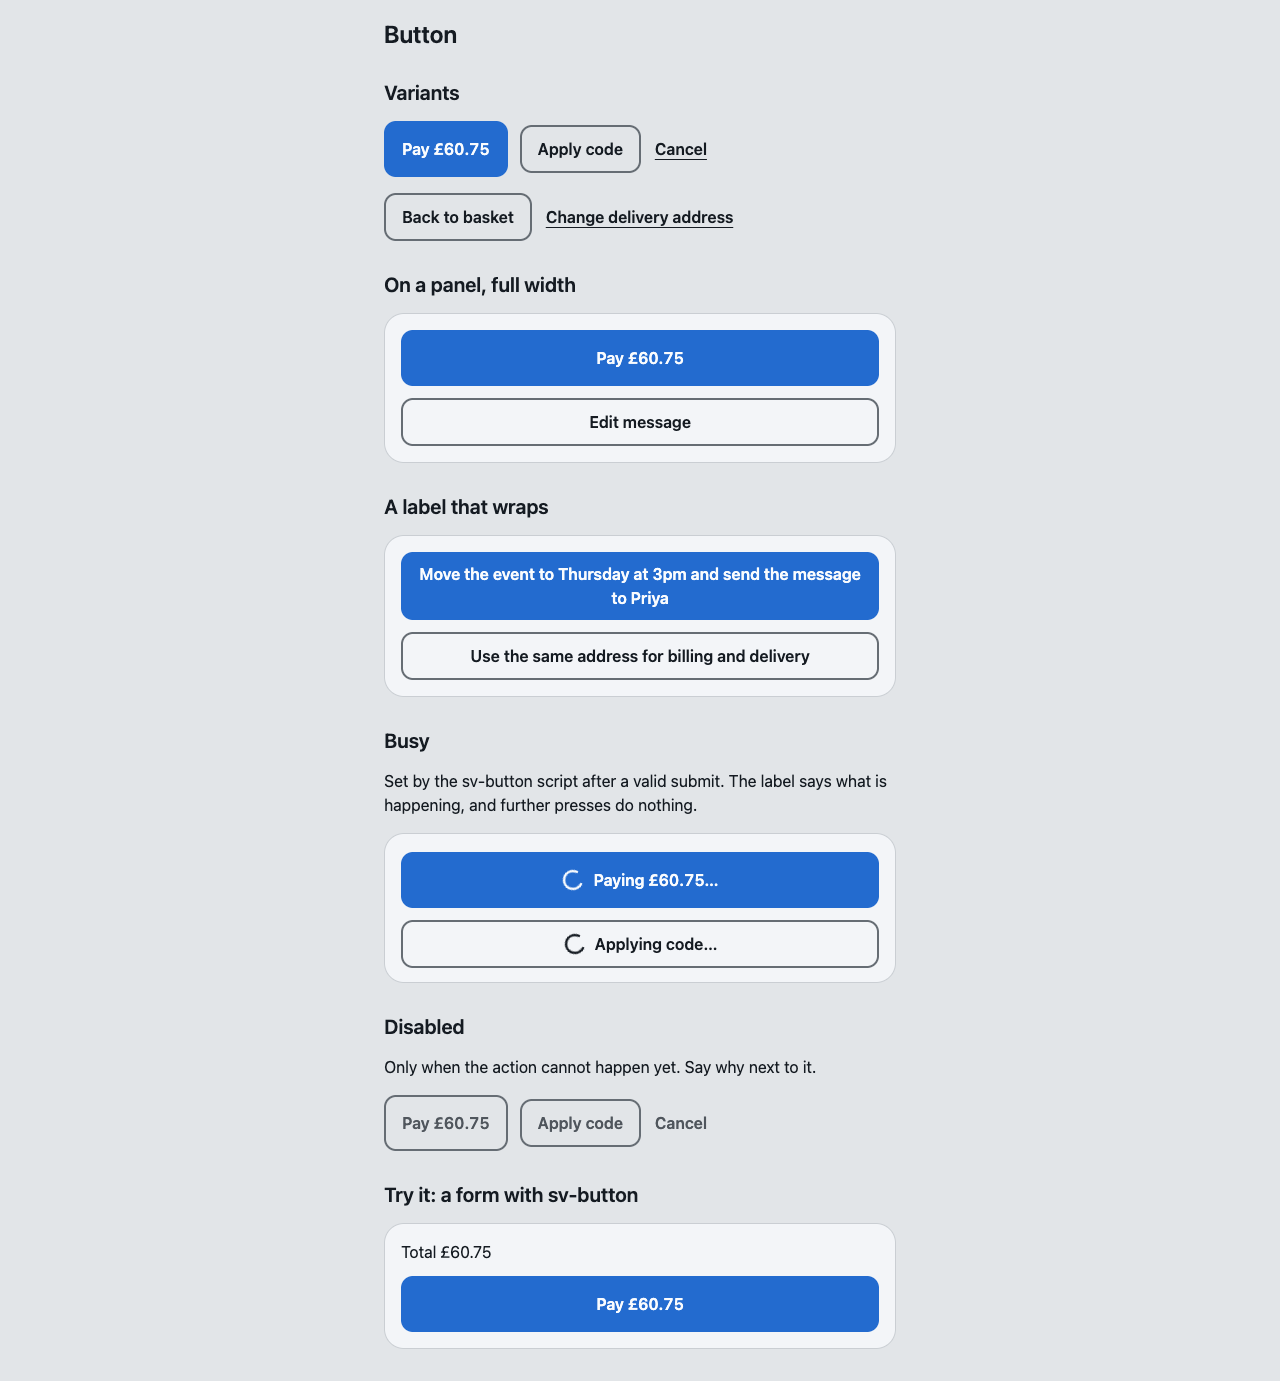 Button
Variants
Pay £60.75
Apply code
Cancel
Back to basket
Change delivery address
On a panel, full width
Pay £60.75
Edit message
A label that wraps
Move the event to Thursday at 3pm and send the message
to Priya
Use the same address for billing and delivery
Busy
Set by the sv-button script after a valid submit. The label says what is
happening, and further presses do nothing.
Paying £60.75...
Applying code...
Disabled
Only when the action cannot happen yet. Say why next to it.
Pay £60.75
Apply code
Cancel
Try it: a form with sv-button
Total £60.75
Pay £60.75